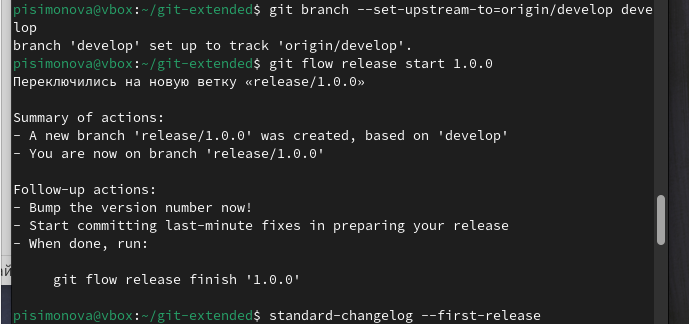 pisimonova@vbox:~/git-extended$ git branch --set-upstream-to=origin/develop deve
lop
branch 'develop' set up to track 'origin/develop'.
pisimonova@vbox:~/git-extended$ git flow release start 1.0.0
Переключились на новую ветку «release/1.0.0»
Summary of actions:
- A new branch 'release/1.0.0' was created, based on 'develop'
- You are now on branch 'release/1.0.0'
Follow-up actions:
- Bump the version number now!
- Start committing last-minute fixes in preparing your release
- When done, run:
git flow release finish '1.0.0'
pisimonova@vbox:~/git-extended$ standard-changelog --first-release